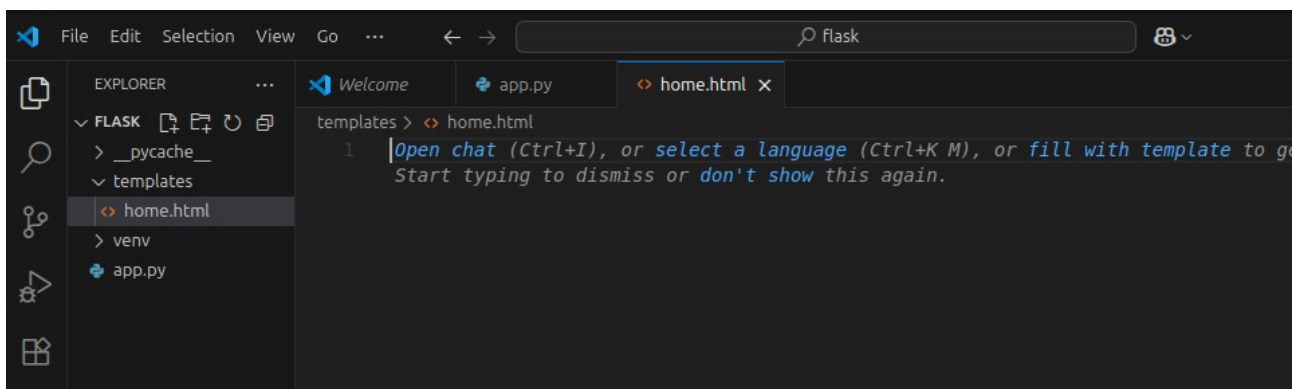 File Edit Selection View Go ··· flask
EXPLORER ···
Welcome
app.py
home.html
FLASK
__pycache__
templates
home.html
venv
app.py
templates > home.html
1 Open chat (Ctrl+I), or select a language (Ctrl+K M), or fill with template to
Start typing to dismiss or don't show this again.